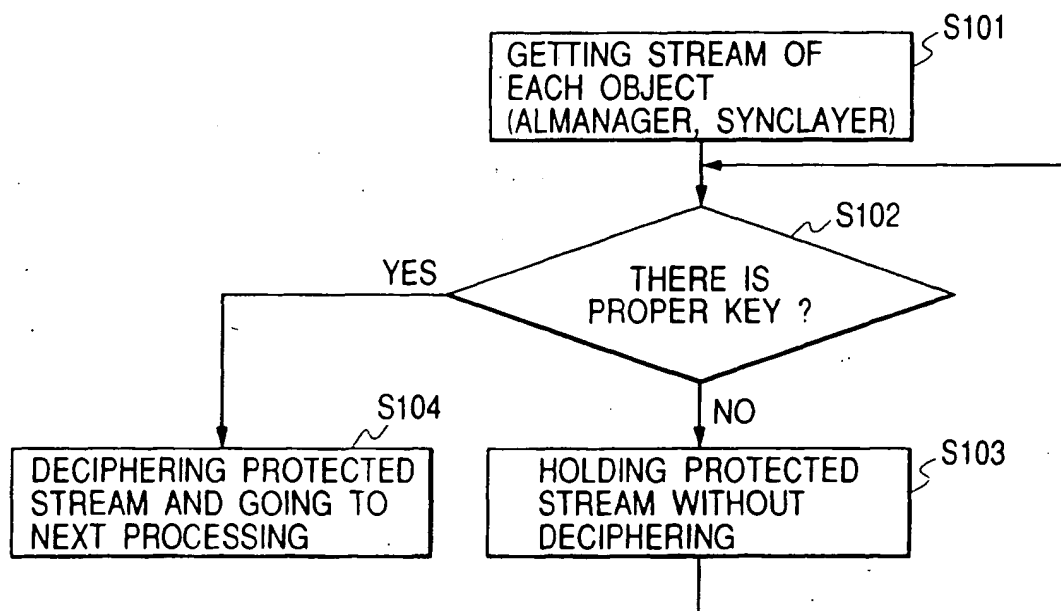 S101
GETTING STREAM OF
EACH OBJECT
(ALMANAGER, SYNCLAYER)
S102
YES
THERE IS
PROPER KEY ?
NO
S104
DECIPHERING PROTECTED
STREAM AND GOING TO
NEXT PROCESSING
S103
HOLDING PROTECTED
STREAM WITHOUT
DECIPHERING